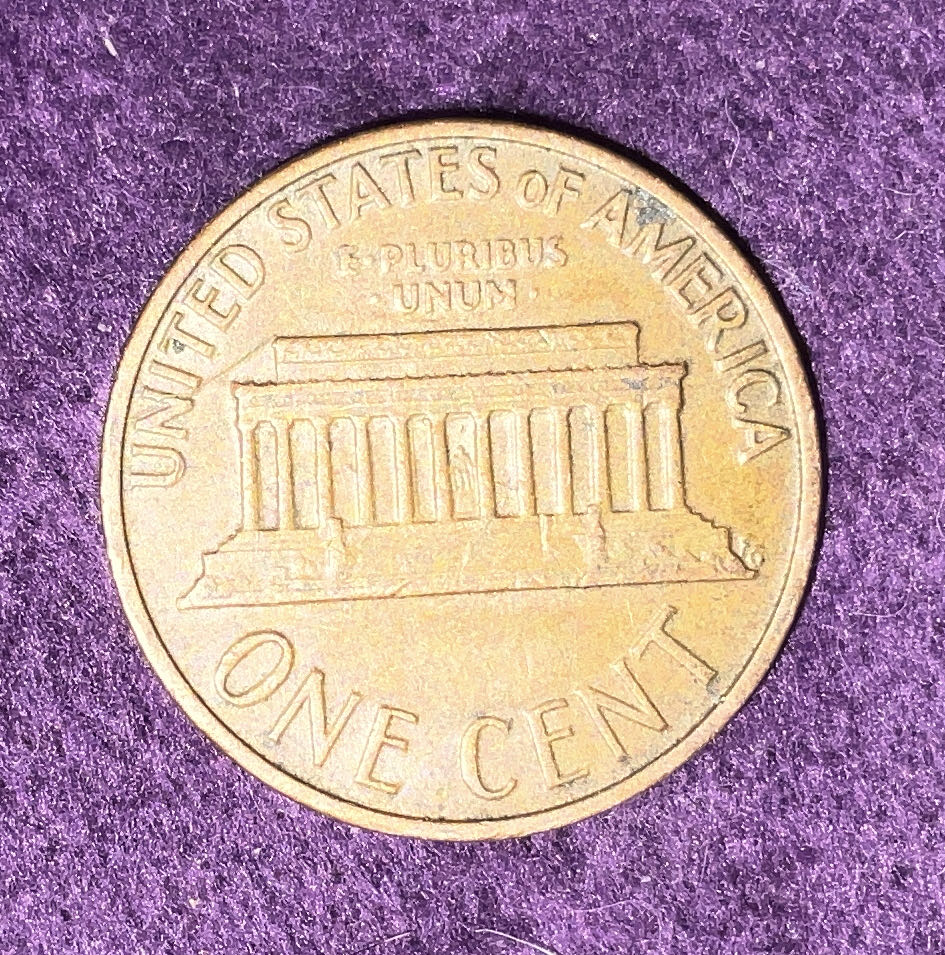 UNITED STATES OF AMERICA
E·PLURIBUS
·UNUM·
ONE CENT